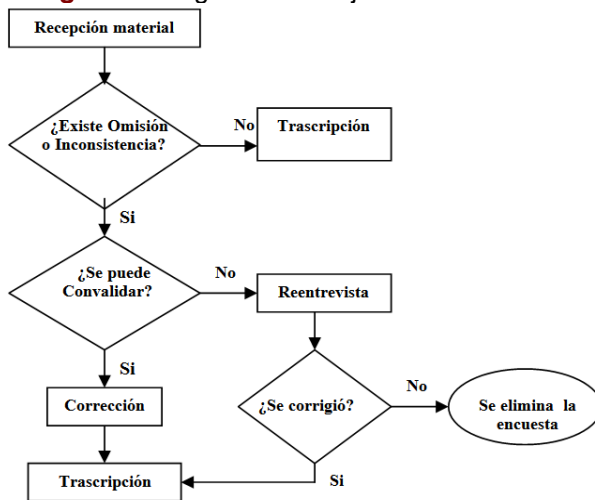 Recepción material
¿Existe Omisión
o Inconsistencia?
No
Trascripción
Si
¿Se puede
Convalidar?
No
Reentrevista
Si
Corrección
¿Se corrigió?
No
Se elimina la
encuesta
Trascripción
Si